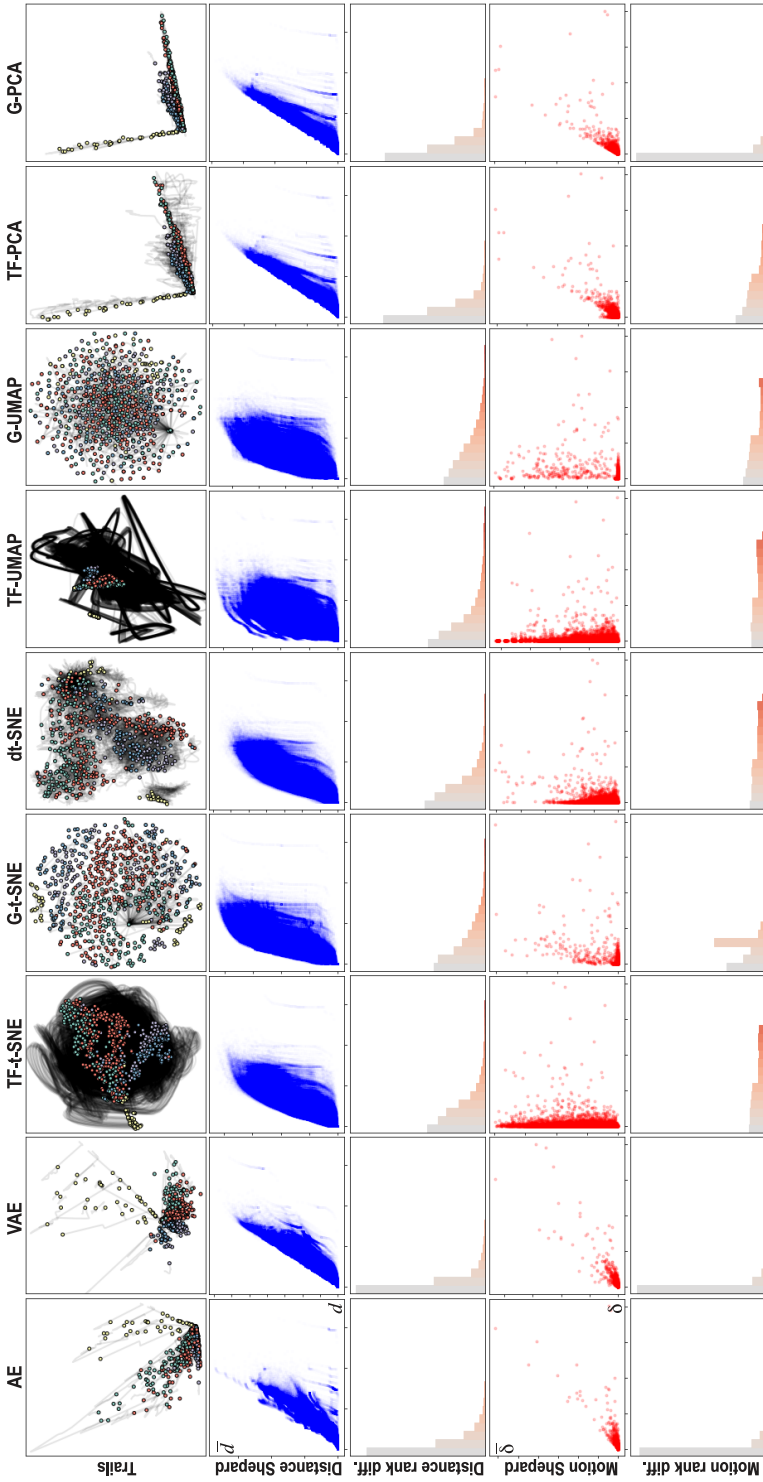 AE
VAE
TF-t-SNE
G-t-SNE
dt-SNE
TF-UMAP
G-UMAP
TF-PCA
G-PCA
Trails
Distance Shepard
d̅
d
Distance rank diff.
Motion Shepard
δ̅
δ
Motion rank diff.